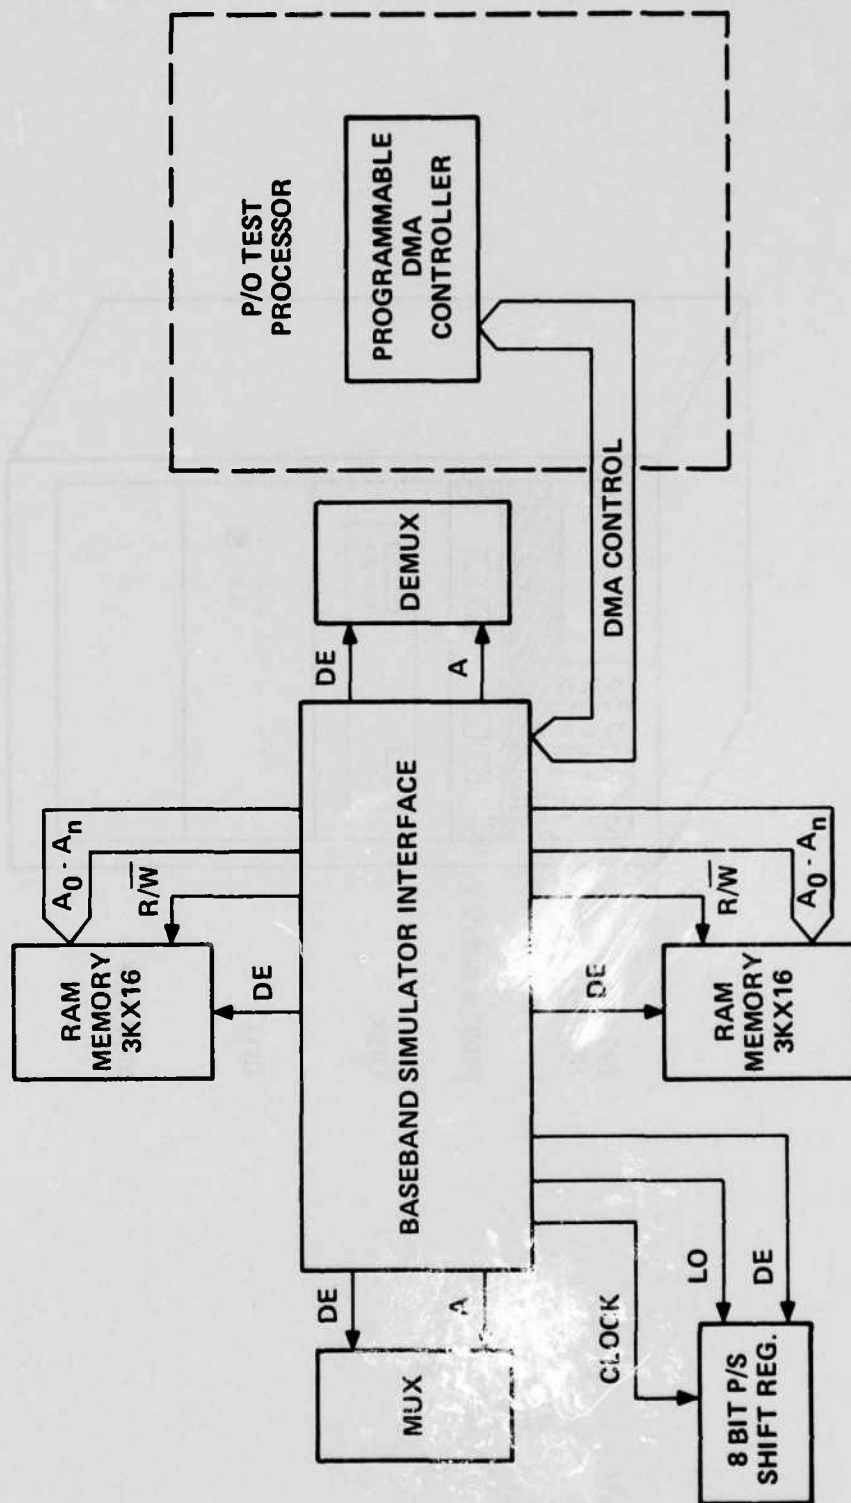 RAM
MEMORY
3KX16
A0 - An
R/W̅
DE
P/O TEST
PROCESSOR
PROGRAMMABLE
DMA
CONTROLLER
MUX
DE
A
BASEBAND SIMULATOR INTERFACE
DE
A
DEMUX
DMA CONTROL
CLOCK
LO
DE
8 BIT P/S
SHIFT REG.
DE
R/W̅
A0 - An
RAM
MEMORY
3KX16